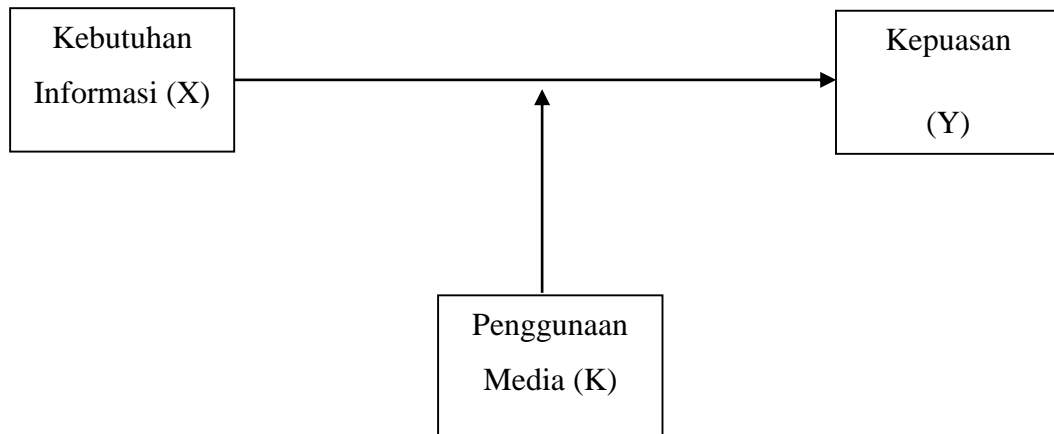 Kebutuhan
Informasi (X)
Kepuasan
(Y)
Penggunaan
Media (K)